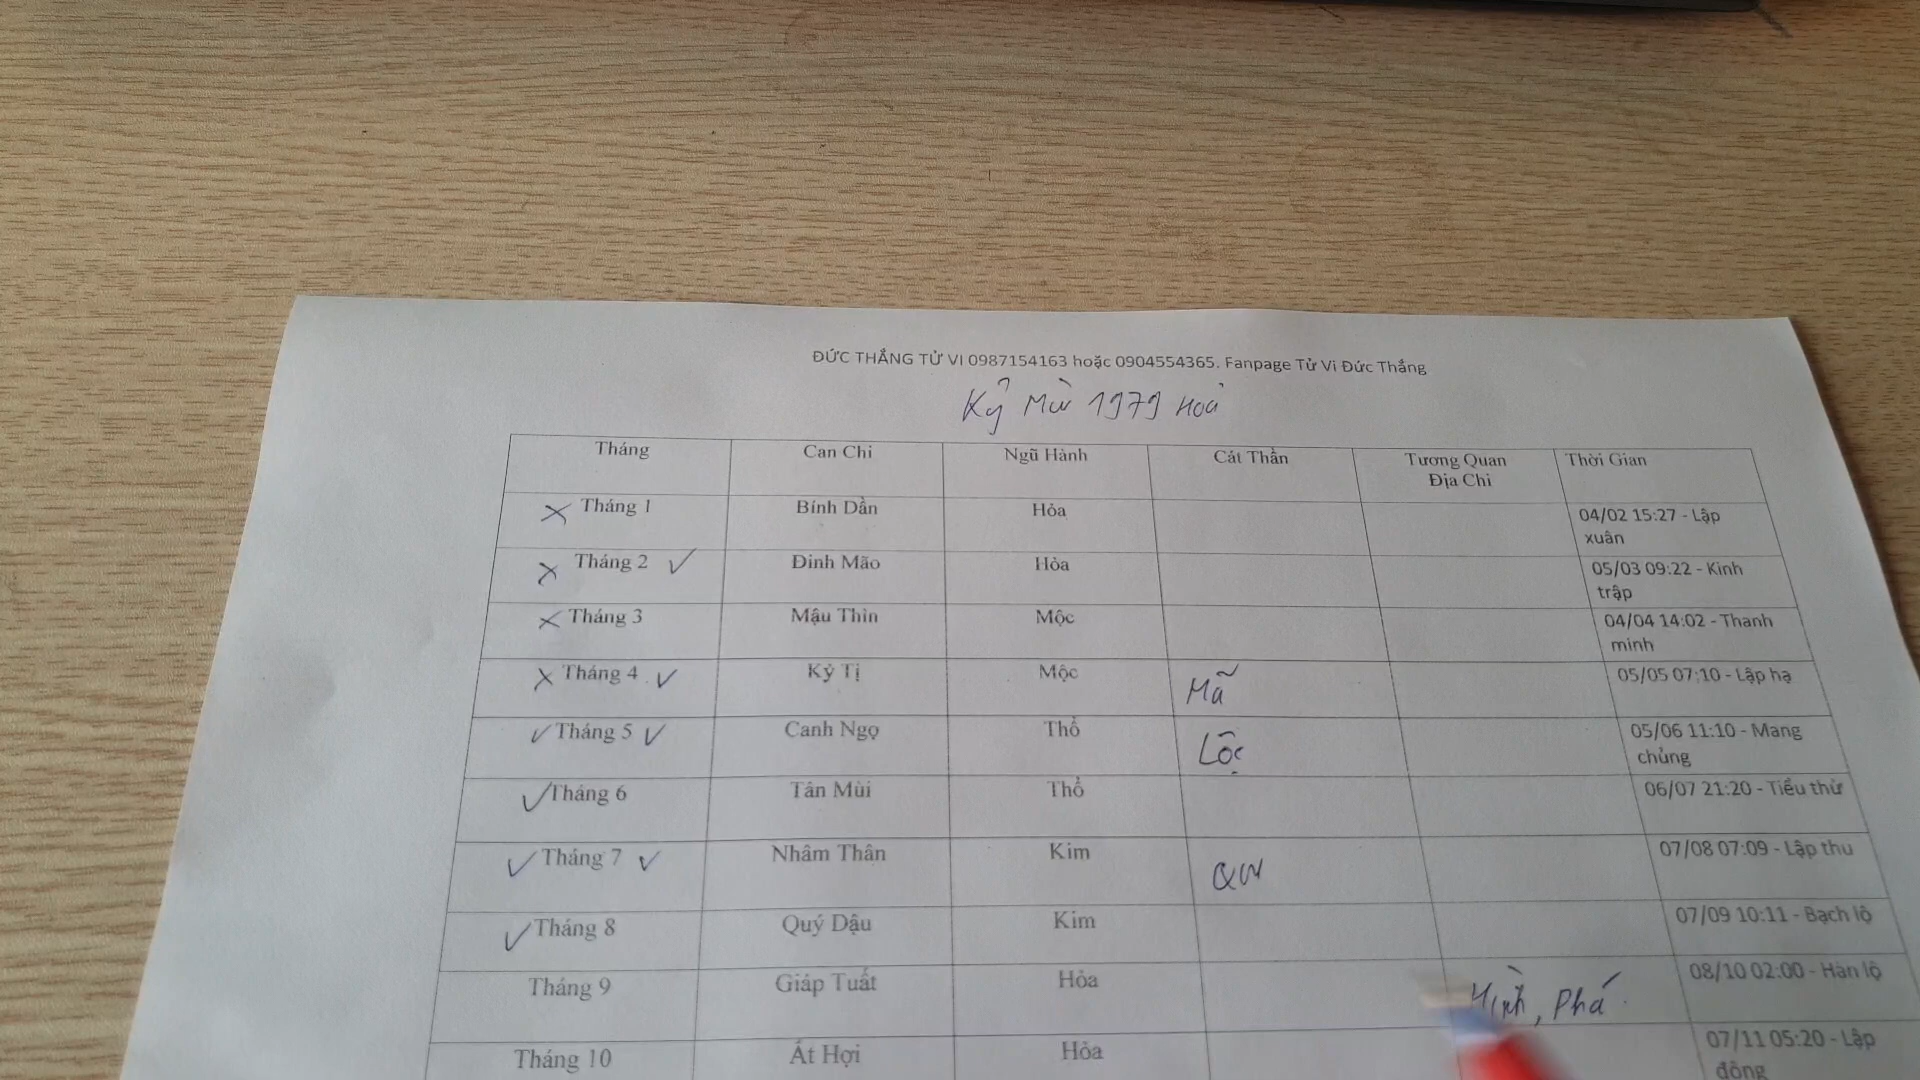 ĐỨC THẮNG TỬ VI 0987154163 hoặc 0904554365. Fanpage Tử Vi Đức Thắng
Kỷ Mùi 1979 Hoả
Tháng Can Chi Ngũ Hành Cát Thần Tương Quan Địa Chi Thời Gian
Tháng 1 Bính Dần Hỏa 04/02 15:27 - Lập xuân
Tháng 2 Đinh Mão Hỏa 05/03 09:22 - Kinh trập
Tháng 3 Mậu Thìn Mộc 04/04 14:02 - Thanh minh
Tháng 4 Kỷ Tị Mộc Mã 05/05 07:10 - Lập hạ
Tháng 5 Canh Ngọ Thổ Lộc 05/06 11:10 - Mang chủng
Tháng 6 Tân Mùi Thổ 06/07 21:20 - Tiểu thử
Tháng 7 Nhâm Thân Kim QN 07/08 07:09 - Lập thu
Tháng 8 Quý Dậu Kim 07/09 10:11 - Bạch lộ
Tháng 9 Giáp Tuất Hỏa Hình, Phá 08/10 02:00 - Hàn lộ
Tháng 10 Ất Hợi Hỏa 07/11 05:20 - Lập đông